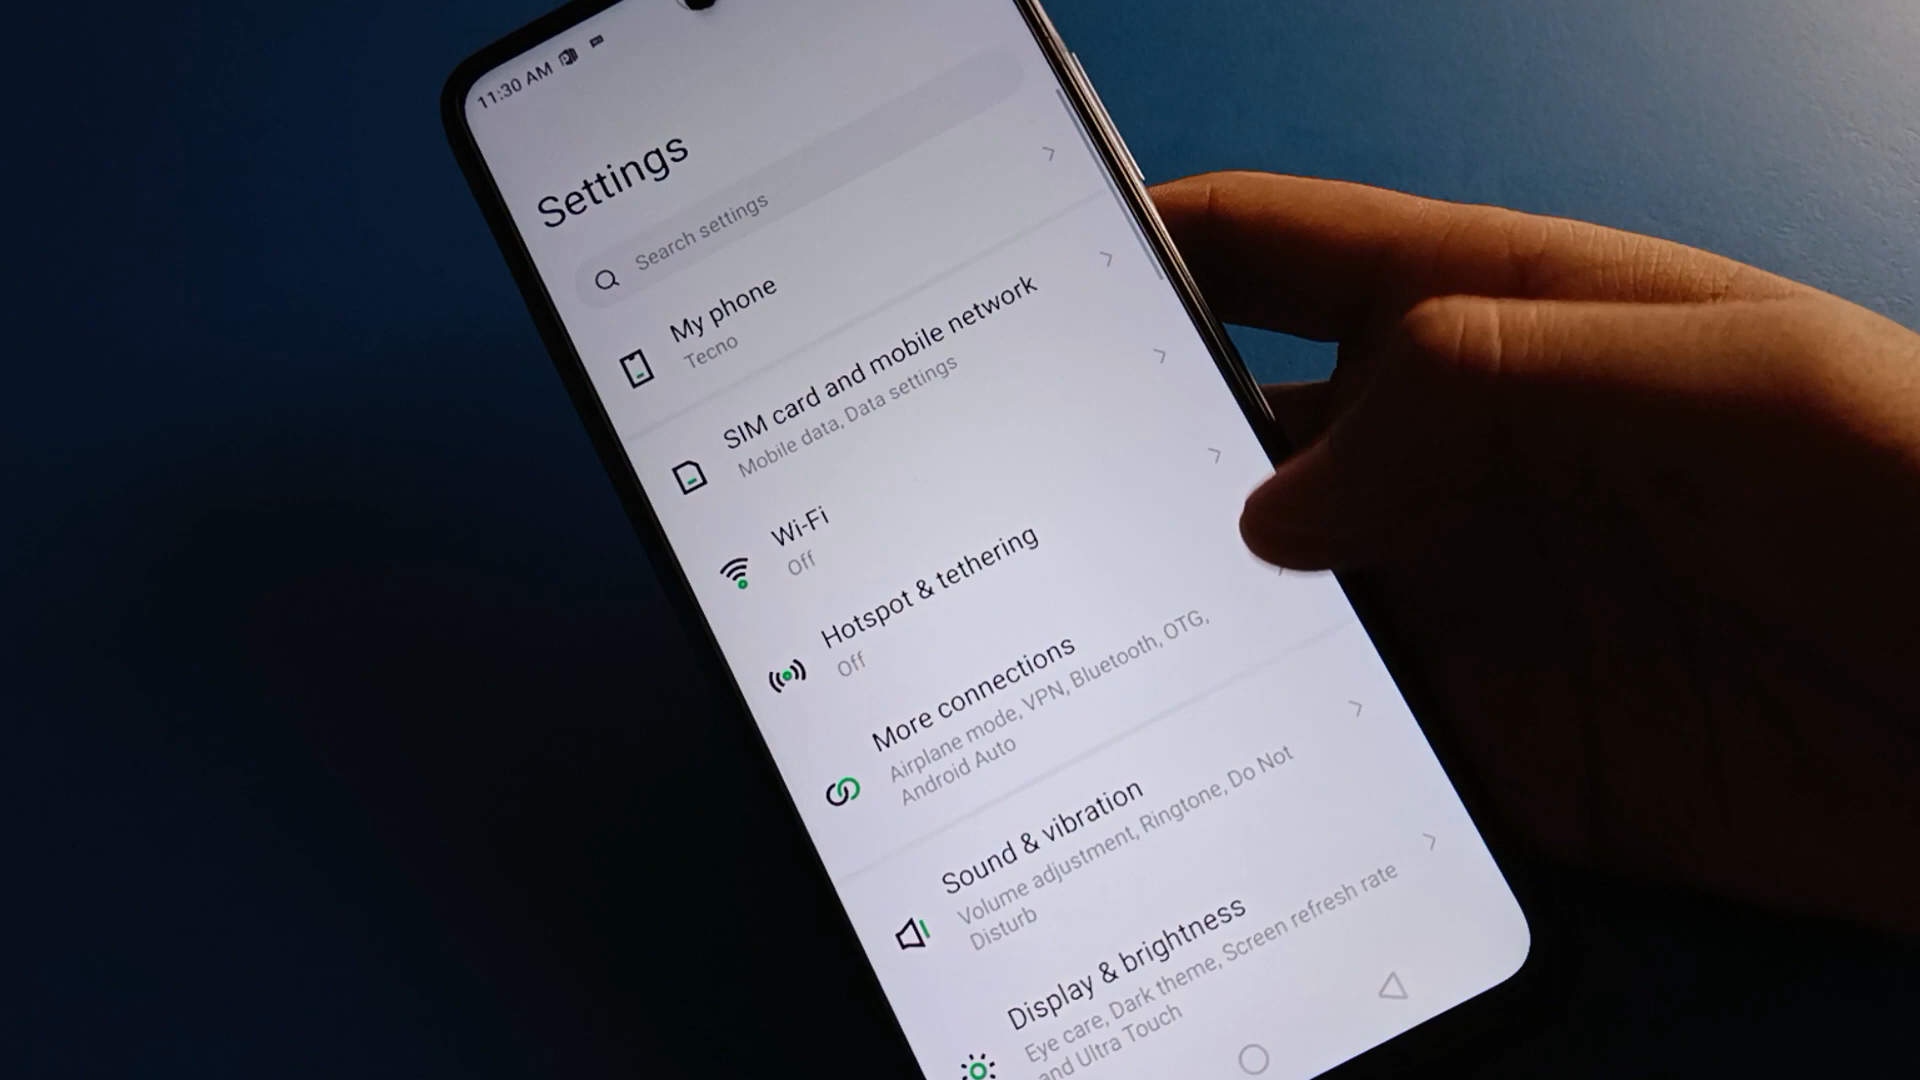 11:30 AM
Settings
Search settings
My phone
Tecno
SIM card and mobile network
Mobile data, Data settings
Wi-Fi
Off
Hotspot & tethering
Off
More connections
Airplane mode, VPN, Bluetooth, OTG,
Android Auto
Sound & vibration
Volume adjustment, Ringtone, Do Not
Disturb
Display & brightness
Eye care, Dark theme, Screen refresh rate
and Ultra Touch